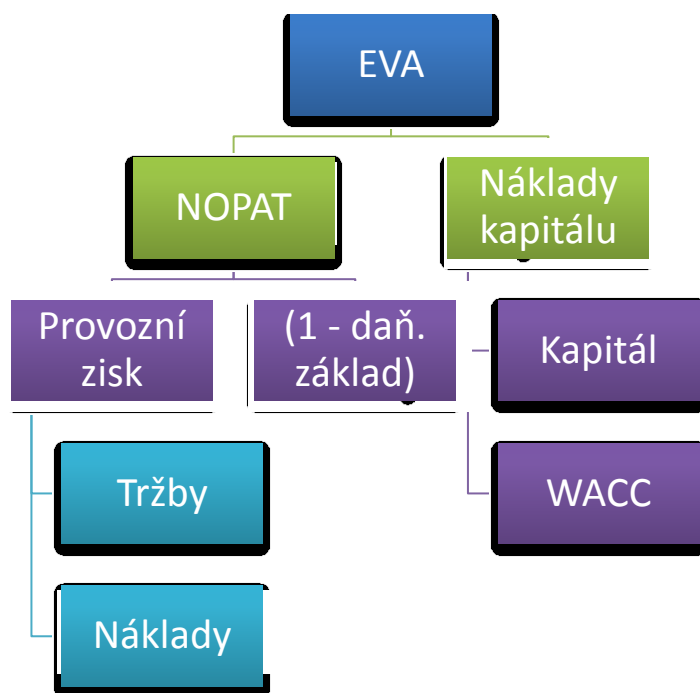 EVA
NOPAT
Náklady
kapitálu
Provozní
zisk
(1 - daň.
základ)
Kapitál
Tržby
WACC
Náklady